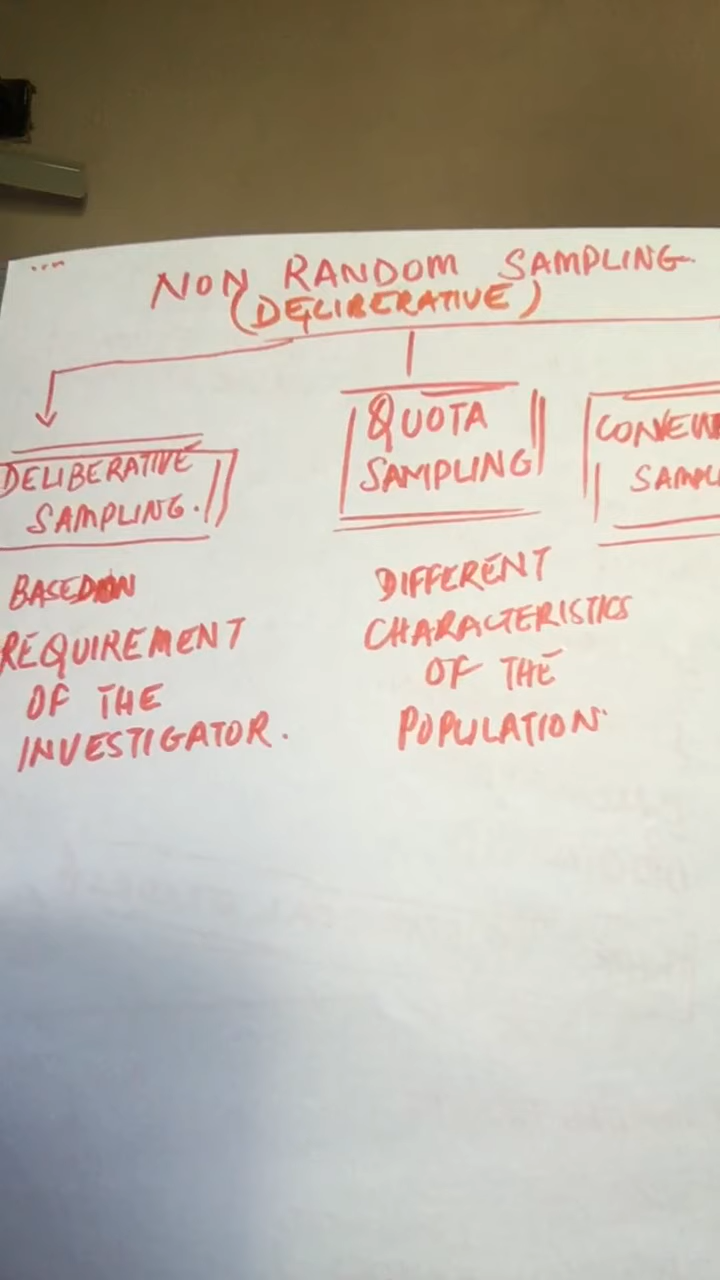 NON RANDOM SAMPLING
(DELIBERATIVE)
DELIBERATIVE
SAMPLING.
QUOTA
SAMPLING
BASED ON
REQUIREMENT
OF THE
INVESTIGATOR.
DIFFERENT
CHARACTERISTICS
OF THE
POPULATION